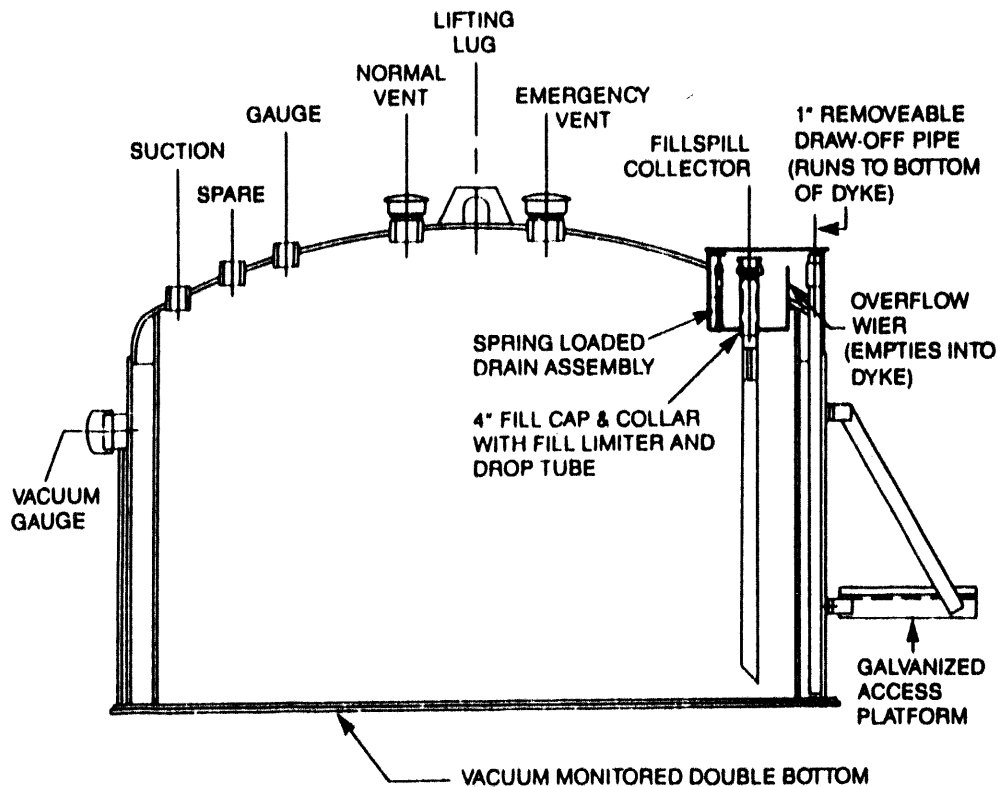 LIFTING
LUG
NORMAL
VENT
EMERGENCY
VENT
GAUGE
SUCTION
SPARE
FILLSPILL
COLLECTOR
1" REMOVEABLE
DRAW-OFF PIPE
(RUNS TO BOTTOM
OF DYKE)
OVERFLOW
WIER
(EMPTIES INTO
DYKE)
SPRING LOADED
DRAIN ASSEMBLY
4" FILL CAP & COLLAR
WITH FILL LIMITER AND
DROP TUBE
VACUUM
GAUGE
GALVANIZED
ACCESS
PLATFORM
VACUUM MONITORED DOUBLE BOTTOM